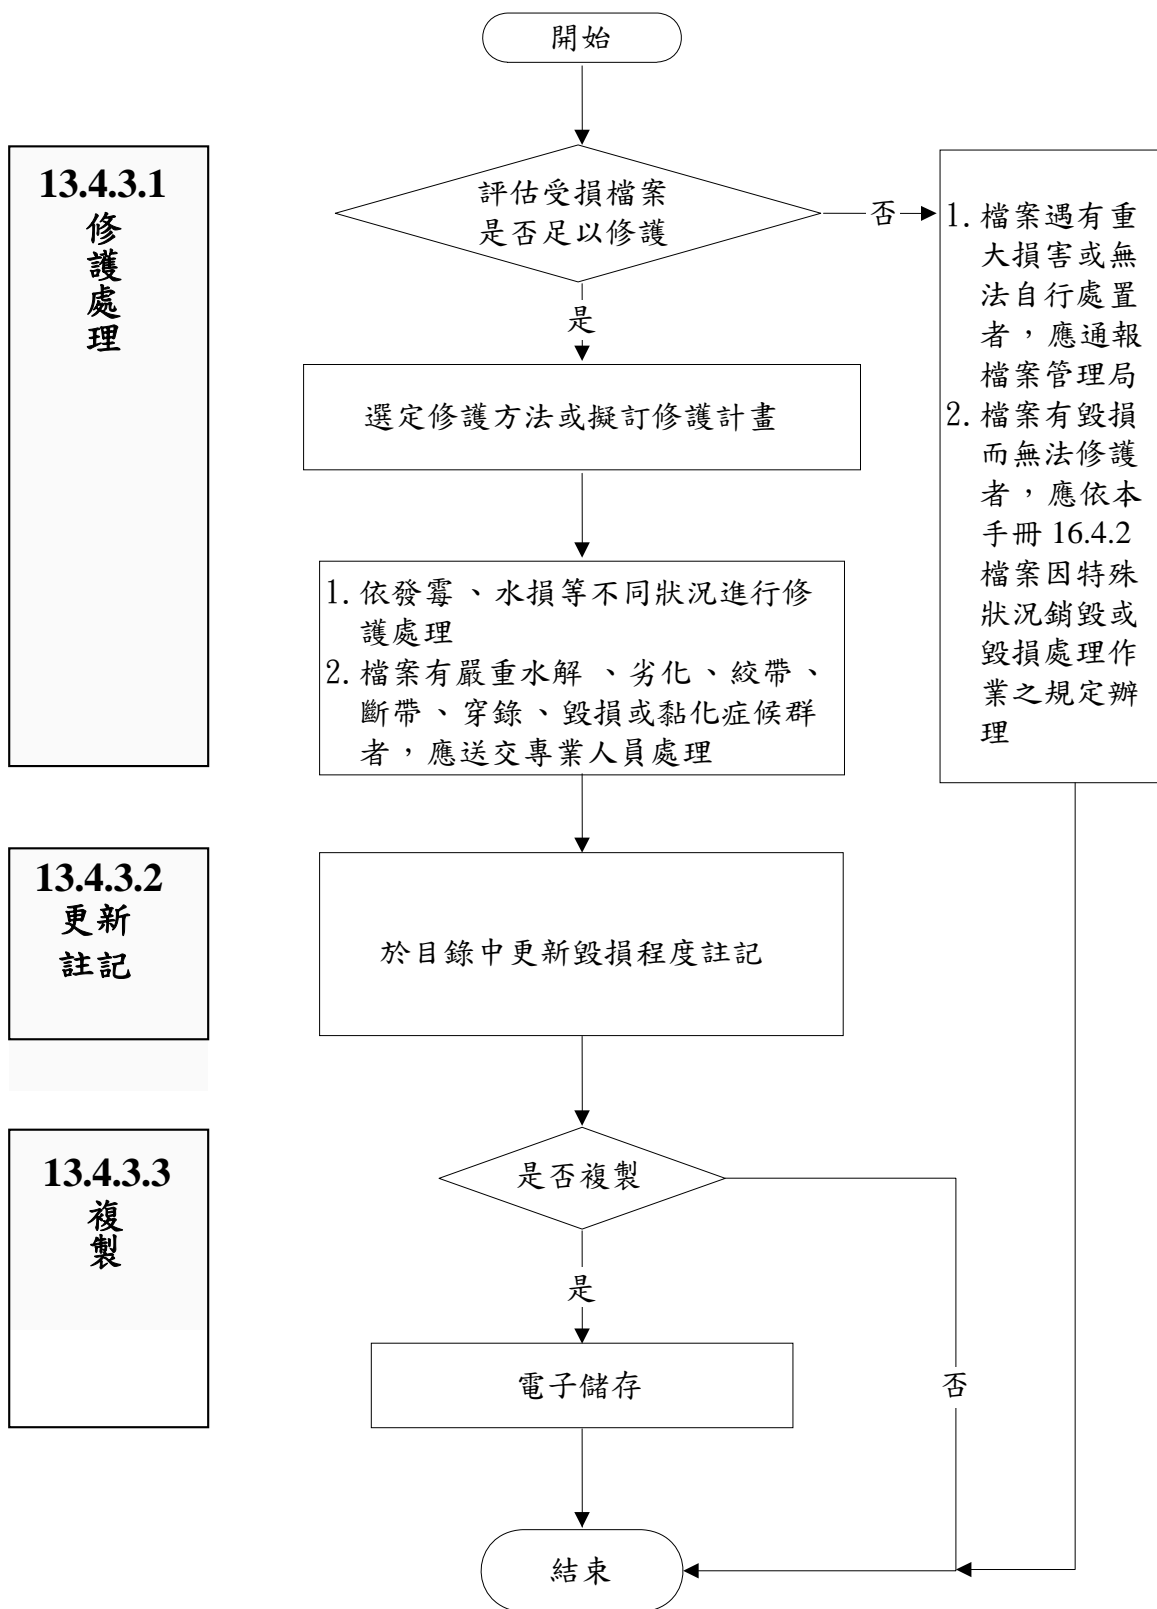 開始
13.4.3.1
修
護
處
理
評估受損檔案
是否足以修護
否
1. 檔案遇有重
大損害或無
法自行處置
者，應通報
檔案管理局
2. 檔案有毀損
而無法修護
者，應依本
手冊 16.4.2
檔案因特殊
狀況銷毀或
毀損處理作
業之規定辦
理
是
選定修護方法或擬訂修護計畫
1. 依發霉、水損等不同狀況進行修
護處理
2. 檔案有嚴重水解、劣化、絞帶、
斷帶、穿錄、毀損或黏化症候群
者，應送交專業人員處理
13.4.3.2
更新
註記
於目錄中更新毀損程度註記
13.4.3.3
複
製
是否複製
是
否
電子儲存
結束